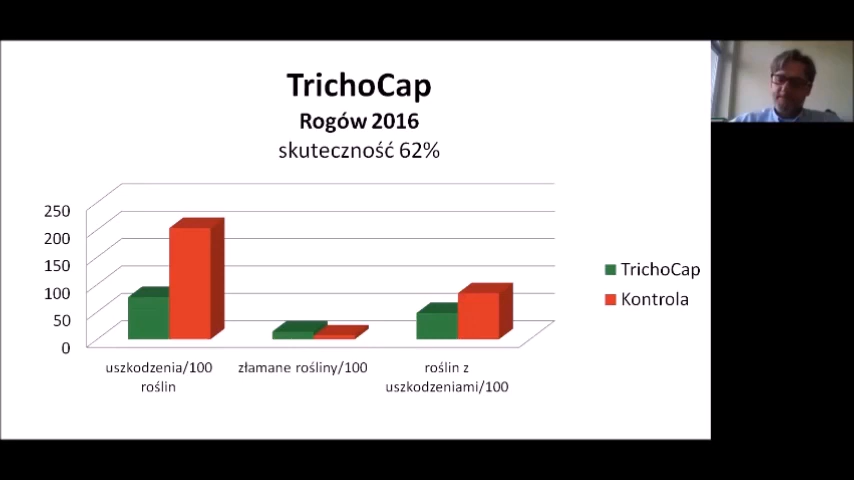 TrichoCap
Rogów 2016
skuteczność 62%
250
200
150
100
50
0
uszkodzenia/100
roślin
złamane rośliny/100
roślin z
uszkodzeniami/100
TrichoCap
Kontrola